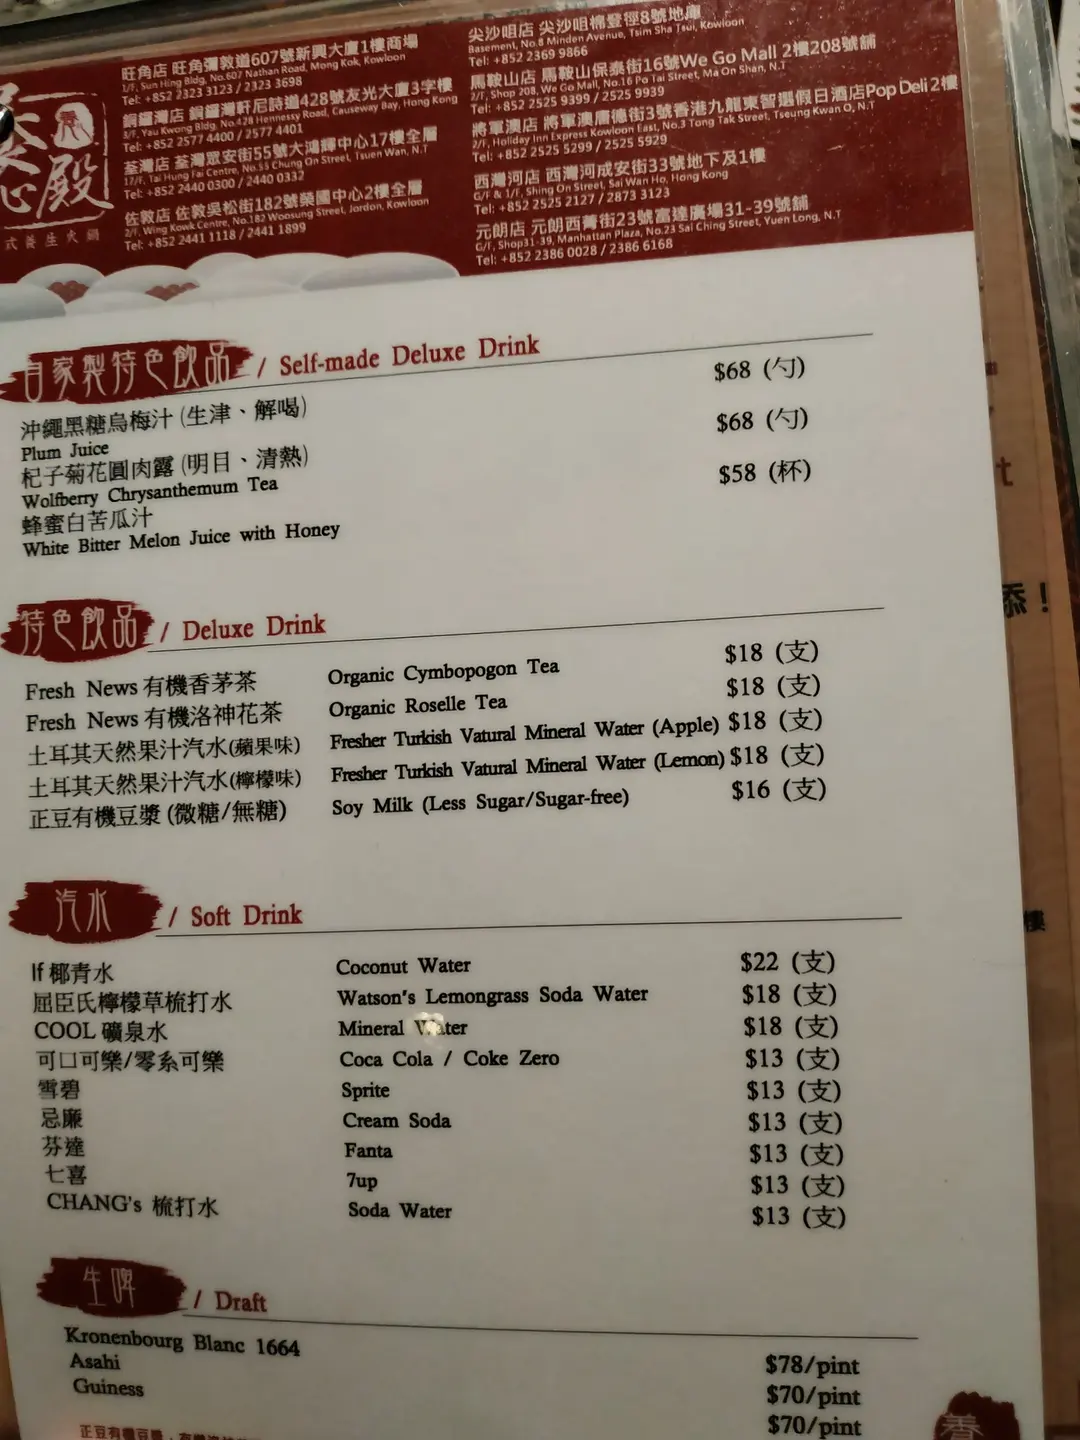 殿
式養生火鍋
旺角店 旺角彌敦道607號新興大廈1樓商場
1/F, Sun Hing Bldg, No.607 Nathan Road, Mong Kok, Kowloon
Tel: +852 2323 3123 / 2323 3698
銅鑼灣店 銅鑼灣軒尼詩道428號友光大廈3字樓
3/F, Yau Kwong Bldg, No.428 Hennessy Road, Causeway Bay, Hong Kong
Tel: +852 2577 4400 / 2577 4401
荃灣店 荃灣眾安街55號大鴻輝中心17樓全層
17/F, Tai Hung Fai Centre, No.55 Chung On Street, Tsuen Wan, N.T
Tel: +852 2440 0300 / 2440 0332
佐敦店 佐敦吳松街182號榮國中心2樓全層
2/F, Wing Kowk Centre, No.182 Woosung Street, Jordon, Kowloon
Tel: +852 2441 1118 / 2441 1899
尖沙咀店 尖沙咀棉登徑8號地庫
Basement, No.8 Minden Avenue, Tsim Sha Tsui, Kowloon
Tel: +852 2369 9866
馬鞍山店 馬鞍山保泰街16號We Go Mall 2樓208號舖
2/F, Shop 208, We Go Mall, No.16 Po Tai Street, Ma On Shan, N.T
Tel: +852 2525 9399 / 2525 9939
將軍澳店 將軍澳唐德街3號香港九龍東智選假日酒店Pop Deli 2樓
2/F, Holiday Inn Express Kowloon East, No.3 Tong Tak Street, Tseung Kwan O, N.T
Tel: +852 2525 5299 / 2525 5929
西灣河店 西灣河成安街33號地下及1樓
G/F & 1/F, Shing On Street, Sai Wan Ho, Hong Kong
Tel: +852 2525 2127 / 2873 3123
元朗店 元朗西菁街23號富達廣場31-39號舖
G/F, Shop31-39, Manhattan Plaza, No.23 Sai Ching Street, Yuen Long, N.T
Tel: +852 2386 0028 / 2386 6168
自家製特色飲品 / Self-made Deluxe Drink
沖繩黑糖烏梅汁 (生津、解喝) $68 (勺)
Plum Juice
杞子菊花圓肉露 (明目、清熱) $68 (勺)
Wolfberry Chrysanthemum Tea
蜂蜜白苦瓜汁 $58 (杯)
White Bitter Melon Juice with Honey
特色飲品 / Deluxe Drink
Fresh News 有機香茅茶 Organic Cymbopogon Tea $18 (支)
Fresh News 有機洛神花茶 Organic Roselle Tea $18 (支)
土耳其天然果汁汽水(蘋果味) Fresher Turkish Vatural Mineral Water (Apple) $18 (支)
土耳其天然果汁汽水(檸檬味) Fresher Turkish Vatural Mineral Water (Lemon) $18 (支)
正豆有機豆漿 (微糖/無糖) Soy Milk (Less Sugar/Sugar-free) $16 (支)
汽水 / Soft Drink
If 椰青水 Coconut Water $22 (支)
屈臣氏檸檬草梳打水 Watson's Lemongrass Soda Water $18 (支)
COOL 礦泉水 Mineral Water $18 (支)
可口可樂/零系可樂 Coca Cola / Coke Zero $13 (支)
雪碧 Sprite $13 (支)
忌廉 Cream Soda $13 (支)
芬達 Fanta $13 (支)
七喜 7up $13 (支)
CHANG's 梳打水 Soda Water $13 (支)
生啤 / Draft
Kronenbourg Blanc 1664 $78/pint
Asahi $70/pint
Guiness $70/pint
正豆有機豆漿
養
忝！
樓